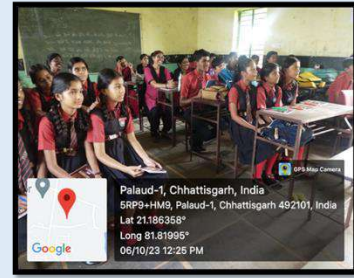 GPS Map Camera
Palaud-1, Chhattisgarh, India
5RP9+HM9, Palaud-1, Chhattisgarh 492101, India
Lat 21.186358°
Long 81.81995°
06/10/23 12:25 PM
Google